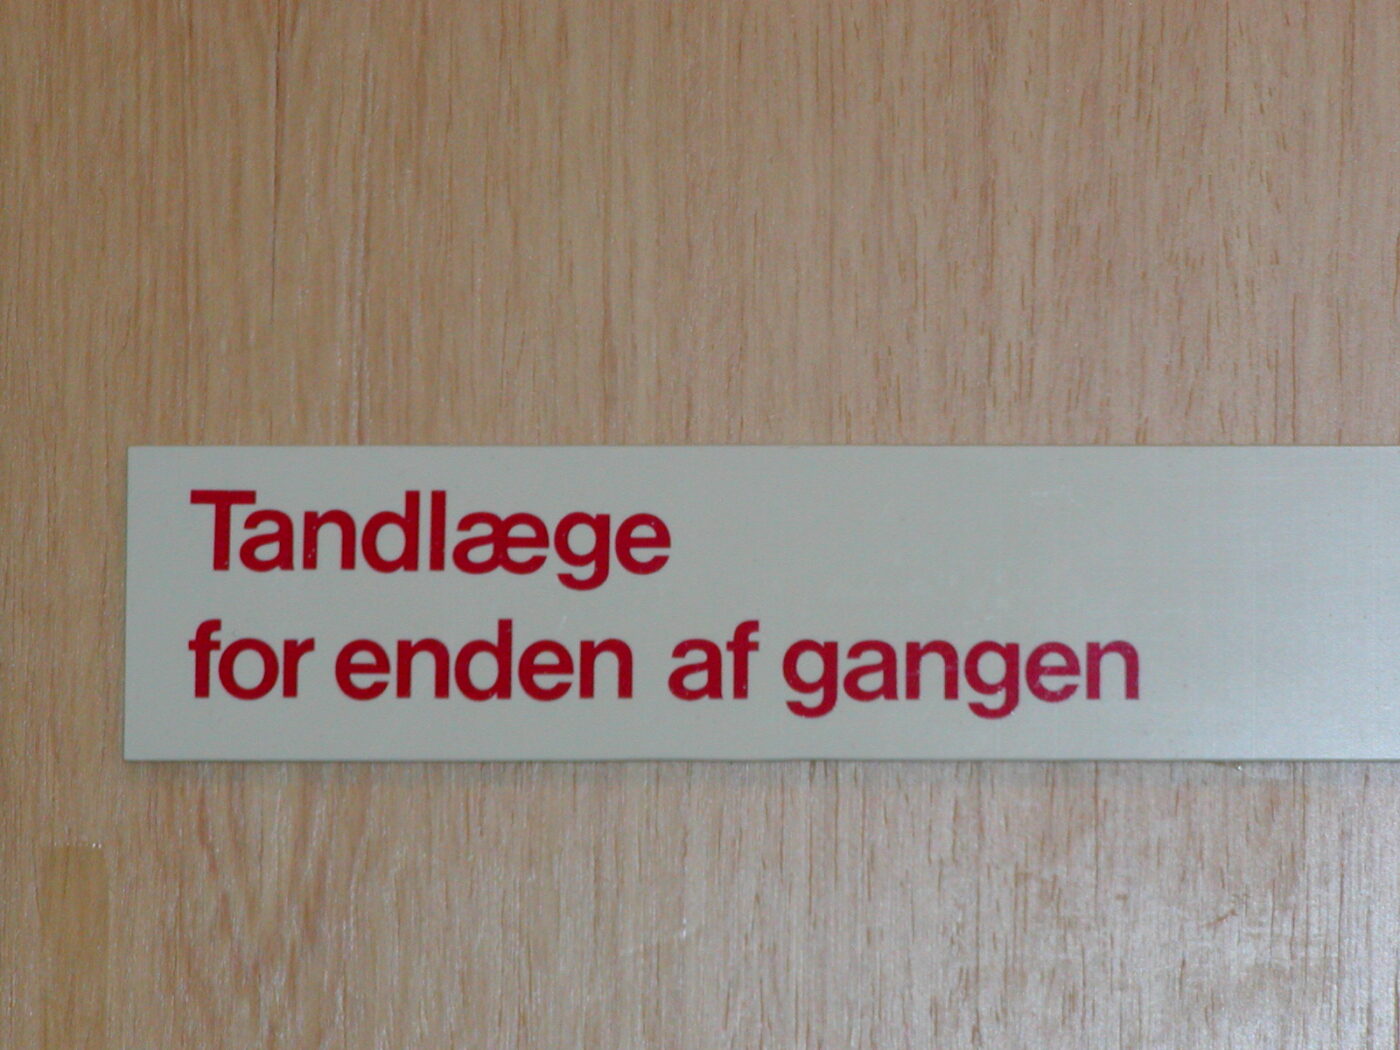 Tandlæge
for enden af gangen